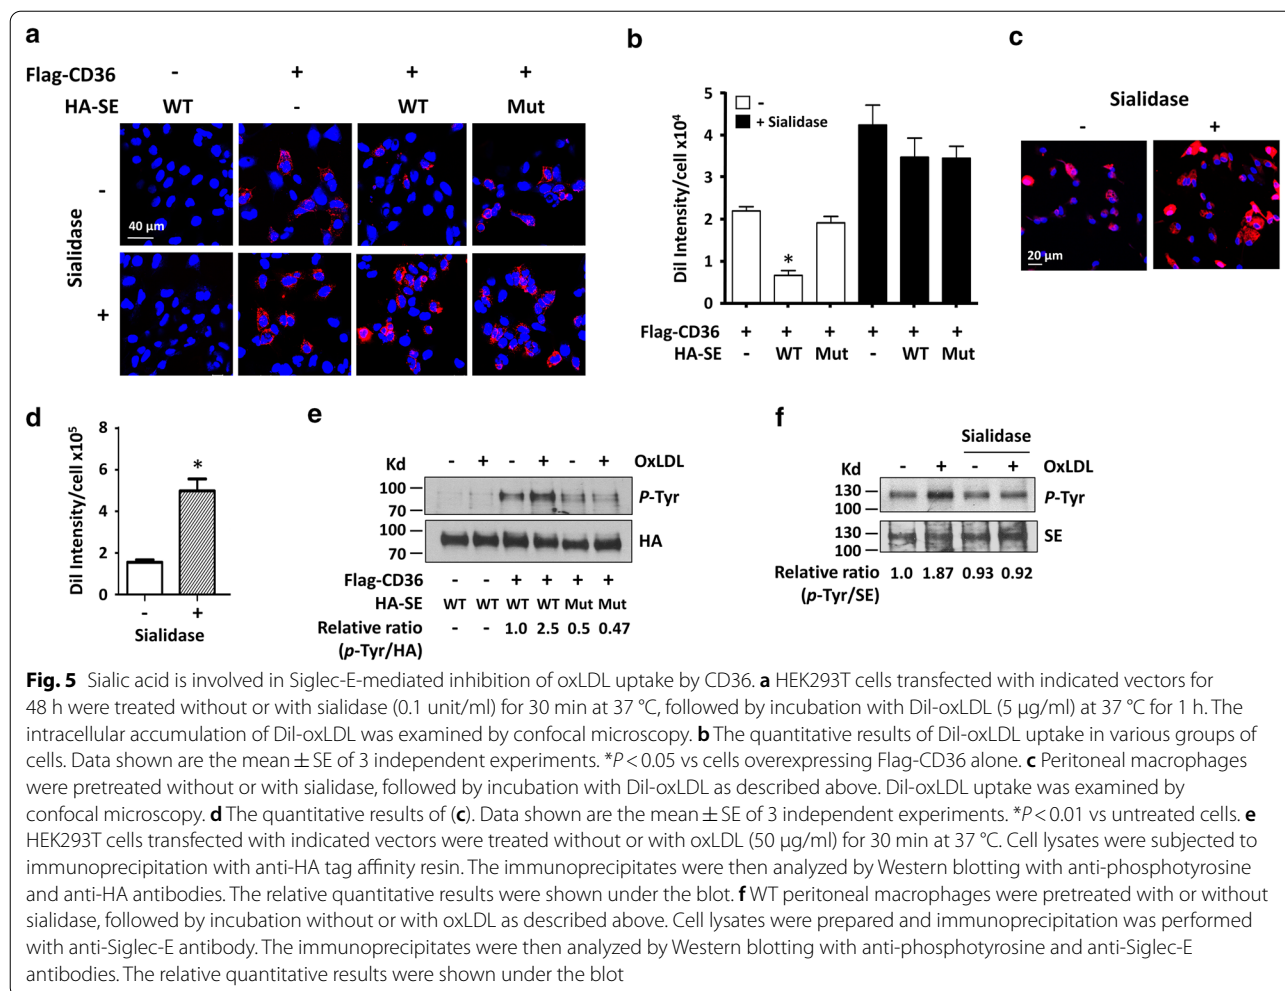 a
Flag-CD36 - + + +
HA-SE WT - WT Mut
Sialidase
-
+
40 μm
b
DiI Intensity/cell x10⁴
5
4
3
2
1
0
-
+ Sialidase
*
Flag-CD36 + + + + + +
HA-SE - WT Mut - WT Mut
c
Sialidase
- +
20 μm
d
DiI Intensity/cell x10⁵
8
6
4
2
0
*
- +
Sialidase
e
Kd - + - + - + OxLDL
100
70
P-Tyr
100
70
HA
Flag-CD36 - - + + + +
HA-SE WT WT WT WT Mut Mut
Relative ratio - - 1.0 2.5 0.5 0.47
(p-Tyr/HA)
f
Sialidase
Kd - + - + OxLDL
130
100
P-Tyr
130
100
SE
Relative ratio 1.0 1.87 0.93 0.92
(p-Tyr/SE)
Fig. 5 Sialic acid is involved in Siglec-E-mediated inhibition of oxLDL uptake by CD36. a HEK293T cells transfected with indicated vectors for
48 h were treated without or with sialidase (0.1 unit/ml) for 30 min at 37 °C, followed by incubation with DiI-oxLDL (5 μg/ml) at 37 °C for 1 h. The
intracellular accumulation of DiI-oxLDL was examined by confocal microscopy. b The quantitative results of DiI-oxLDL uptake in various groups of
cells. Data shown are the mean ± SE of 3 independent experiments. *P < 0.05 vs cells overexpressing Flag-CD36 alone. c Peritoneal macrophages
were pretreated without or with sialidase, followed by incubation with DiI-oxLDL as described above. DiI-oxLDL uptake was examined by
confocal microscopy. d The quantitative results of (c). Data shown are the mean ± SE of 3 independent experiments. *P < 0.01 vs untreated cells. e
HEK293T cells transfected with indicated vectors were treated without or with oxLDL (50 μg/ml) for 30 min at 37 °C. Cell lysates were subjected to
immunoprecipitation with anti-HA tag affinity resin. The immunoprecipitates were then analyzed by Western blotting with anti-phosphotyrosine
and anti-HA antibodies. The relative quantitative results were shown under the blot. f WT peritoneal macrophages were pretreated with or without
sialidase, followed by incubation without or with oxLDL as described above. Cell lysates were prepared and immunoprecipitation was performed
with anti-Siglec-E antibody. The immunoprecipitates were then analyzed by Western blotting with anti-phosphotyrosine and anti-Siglec-E
antibodies. The relative quantitative results were shown under the blot